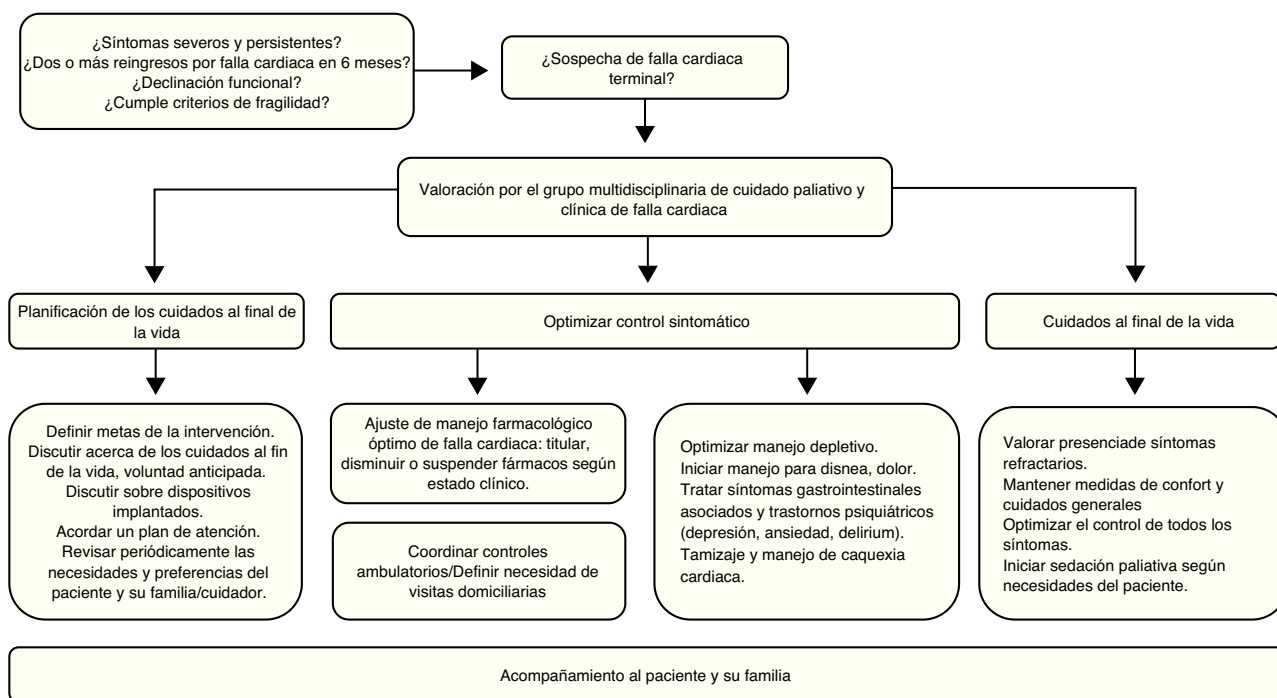 ¿Síntomas severos y persistentes?
¿Dos o más reingresos por falla cardiaca en 6 meses?
¿Declinación funcional?
¿Cumple criterios de fragilidad?
¿Sospecha de falla cardiaca
terminal?
Valoración por el grupo multidisciplinaria de cuidado paliativo y
clínica de falla cardiaca
Planificación de los cuidados al final de
la vida
Optimizar control sintomático
Cuidados al final de la vida
Definir metas de la intervención.
Discutir acerca de los cuidados al fin
de la vida, voluntad anticipada.
Discutir sobre dispositivos
implantados.
Acordar un plan de atención.
Revisar periódicamente las
necesidades y preferencias del
paciente y su familia/cuidador.
Ajuste de manejo farmacológico
óptimo de falla cardiaca: titular,
disminuir o suspender fármacos según
estado clínico.
Coordinar controles
ambulatorios/Definir necesidad de
visitas domiciliarias
Optimizar manejo depletivo.
Iniciar manejo para disnea, dolor.
Tratar síntomas gastrointestinales
asociados y trastornos psiquiátricos
(depresión, ansiedad, delirium).
Tamizaje y manejo de caquexia
cardiaca.
Valorar presenciade síntomas
refractarios.
Mantener medidas de confort y
cuidados generales
Optimizar el control de todos los
síntomas.
Iniciar sedación paliativa según
necesidades del paciente.
Acompañamiento al paciente y su familia